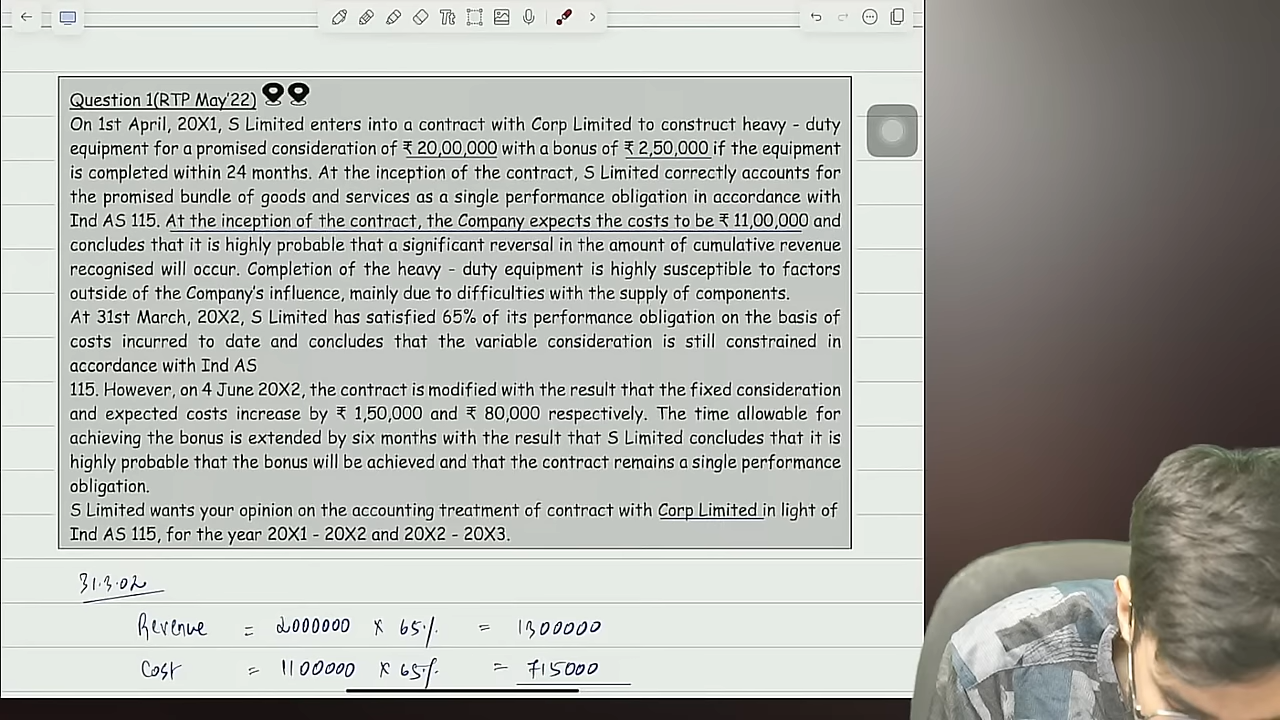 Tt
Question 1(RTP May'22)
On 1st April, 20X1, S Limited enters into a contract with Corp Limited to construct heavy - duty
equipment for a promised consideration of ₹ 20,00,000 with a bonus of ₹ 2,50,000 if the equipment
is completed within 24 months. At the inception of the contract, S Limited correctly accounts for
the promised bundle of goods and services as a single performance obligation in accordance with
Ind AS 115. At the inception of the contract, the Company expects the costs to be ₹ 11,00,000 and
concludes that it is highly probable that a significant reversal in the amount of cumulative revenue
recognised will occur. Completion of the heavy - duty equipment is highly susceptible to factors
outside of the Company's influence, mainly due to difficulties with the supply of components.
At 31st March, 20X2, S Limited has satisfied 65% of its performance obligation on the basis of
costs incurred to date and concludes that the variable consideration is still constrained in
accordance with Ind AS
115. However, on 4 June 20X2, the contract is modified with the result that the fixed consideration
and expected costs increase by ₹ 1,50,000 and ₹ 80,000 respectively. The time allowable for
achieving the bonus is extended by six months with the result that S Limited concludes that it is
highly probable that the bonus will be achieved and that the contract remains a single performance
obligation.
S Limited wants your opinion on the accounting treatment of contract with Corp Limited in light of
Ind AS 115, for the year 20X1 - 20X2 and 20X2 - 20X3.
31.3.02
Revenue = 2000000 x 65% = 1300000
Cost = 1100000 x 65% = 715000